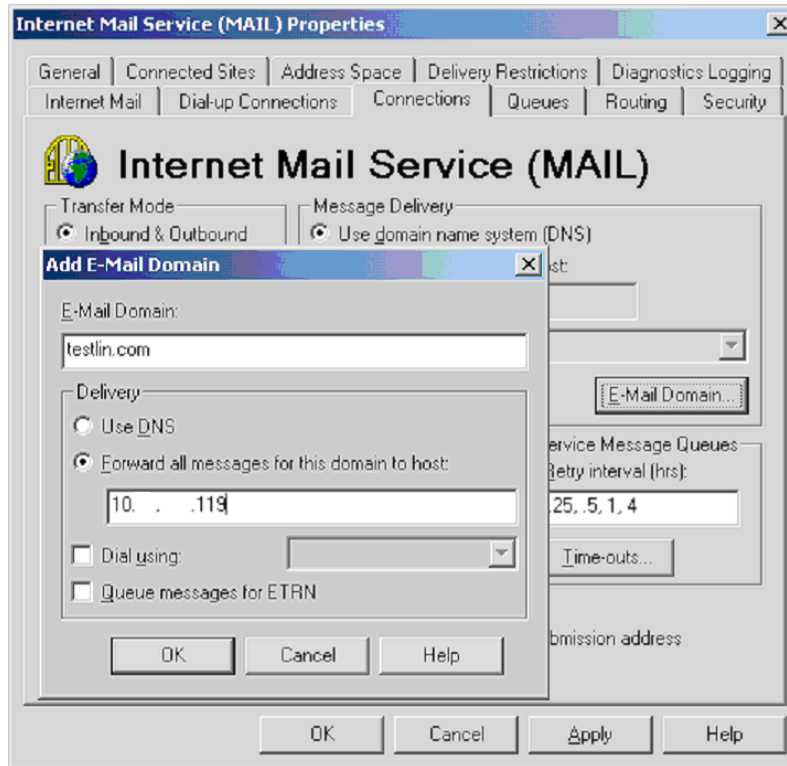 Internet Mail Service (MAIL) Properties
General Connected Sites Address Space Delivery Restrictions Diagnostics Logging
Internet Mail Dial-up Connections Connections Queues Routing Security
Internet Mail Service (MAIL)
Transfer Mode Message Delivery
Inbound & Outbound Use domain name system (DNS)
Add E-Mail Domain
E-Mail Domain:
testlin.com
Delivery
Use DNS
Forward all messages for this domain to host:
10. . .119
Dial using:
Queue messages for ETRN
OK Cancel Help
ost:
E-Mail Domain...
ervice Message Queues
Retry interval (hrs):
.25, .5, 1, 4
Time-outs...
bmission address
OK Cancel Apply Help